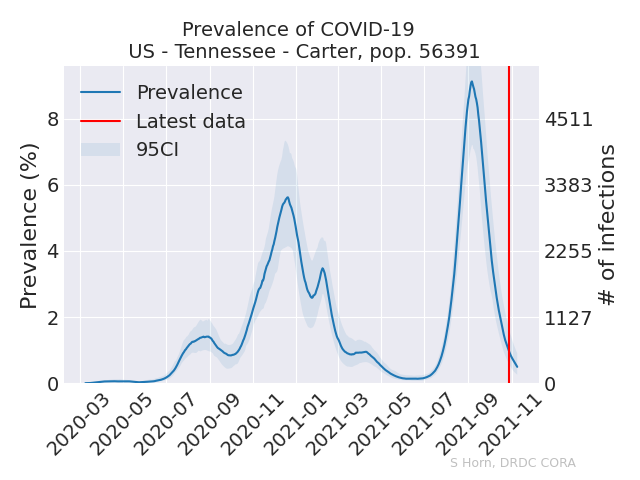 Prevalence of COVID-19
US - Tennessee - Carter, pop. 56391
Prevalence
Latest data
95CI
Prevalence (%)
8
6
4
2
0
4511
3383
2255
1127
0
# of infections
2020-03
2020-05
2020-07
2020-09
2020-11
2021-01
2021-03
2021-05
2021-07
2021-09
2021-11
S Horn, DRDC CORA